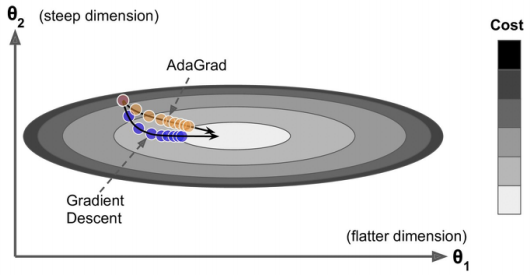 θ2 (steep dimension)
Cost
AdaGrad
Gradient
Descent
(flatter dimension)
θ1